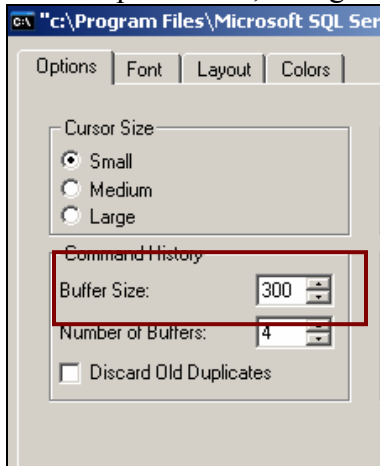 "c:\Program Files\Microsoft SQL Ser
Options Font Layout Colors
Cursor Size
Small
Medium
Large
Command History
Buffer Size: 300
Number of Buffers: 4
Discard Old Duplicates